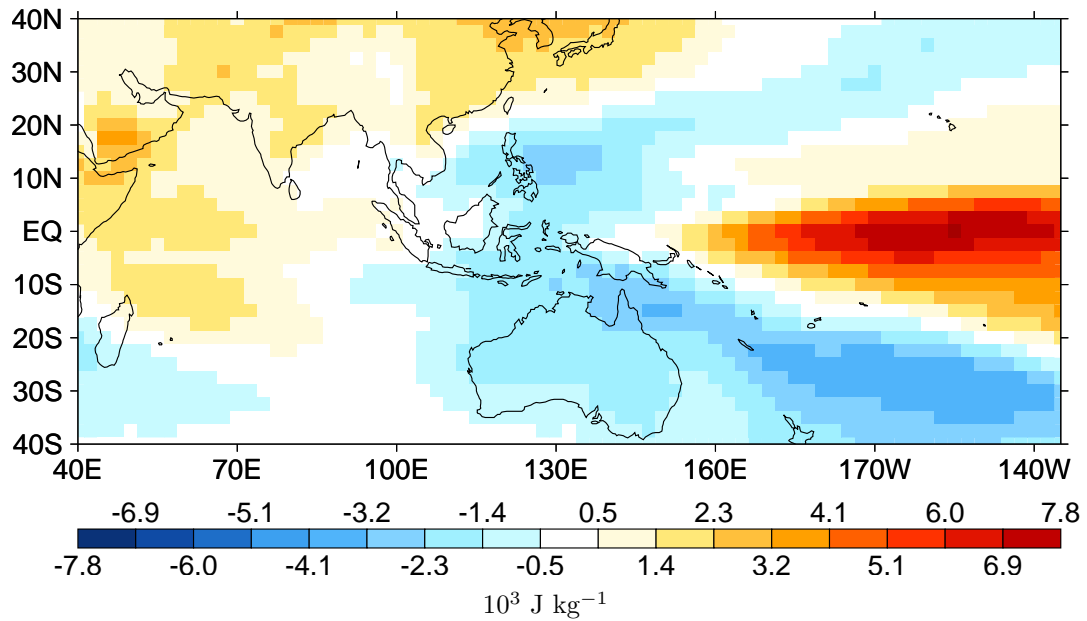 40N
30N
20N
10N
EQ
10S
20S
30S
40S
40E 70E 100E 130E 160E 170W 140W
-6.9 -5.1 -3.2 -1.4 0.5 2.3 4.1 6.0 7.8
-7.8 -6.0 -4.1 -2.3 -0.5 1.4 3.2 5.1 6.9
10³ J kg⁻¹